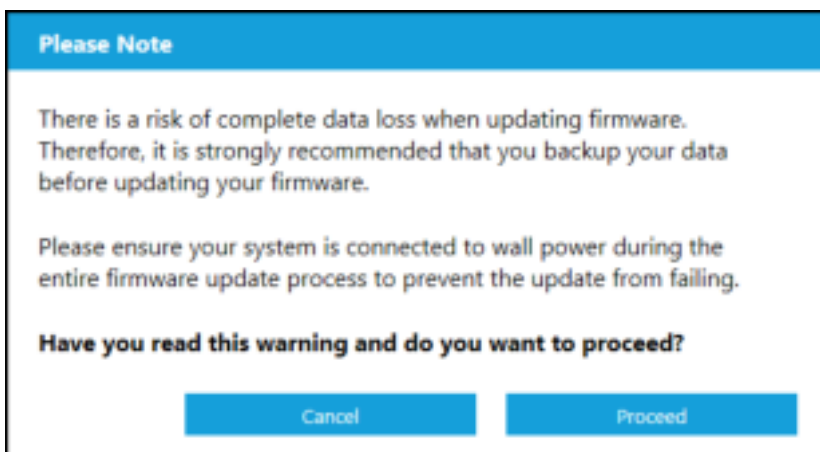 Please Note
There is a risk of complete data loss when updating firmware.
Therefore, it is strongly recommended that you backup your data
before updating your firmware.
Please ensure your system is connected to wall power during the
entire firmware update process to prevent the update from failing.
Have you read this warning and do you want to proceed?
Cancel
Proceed